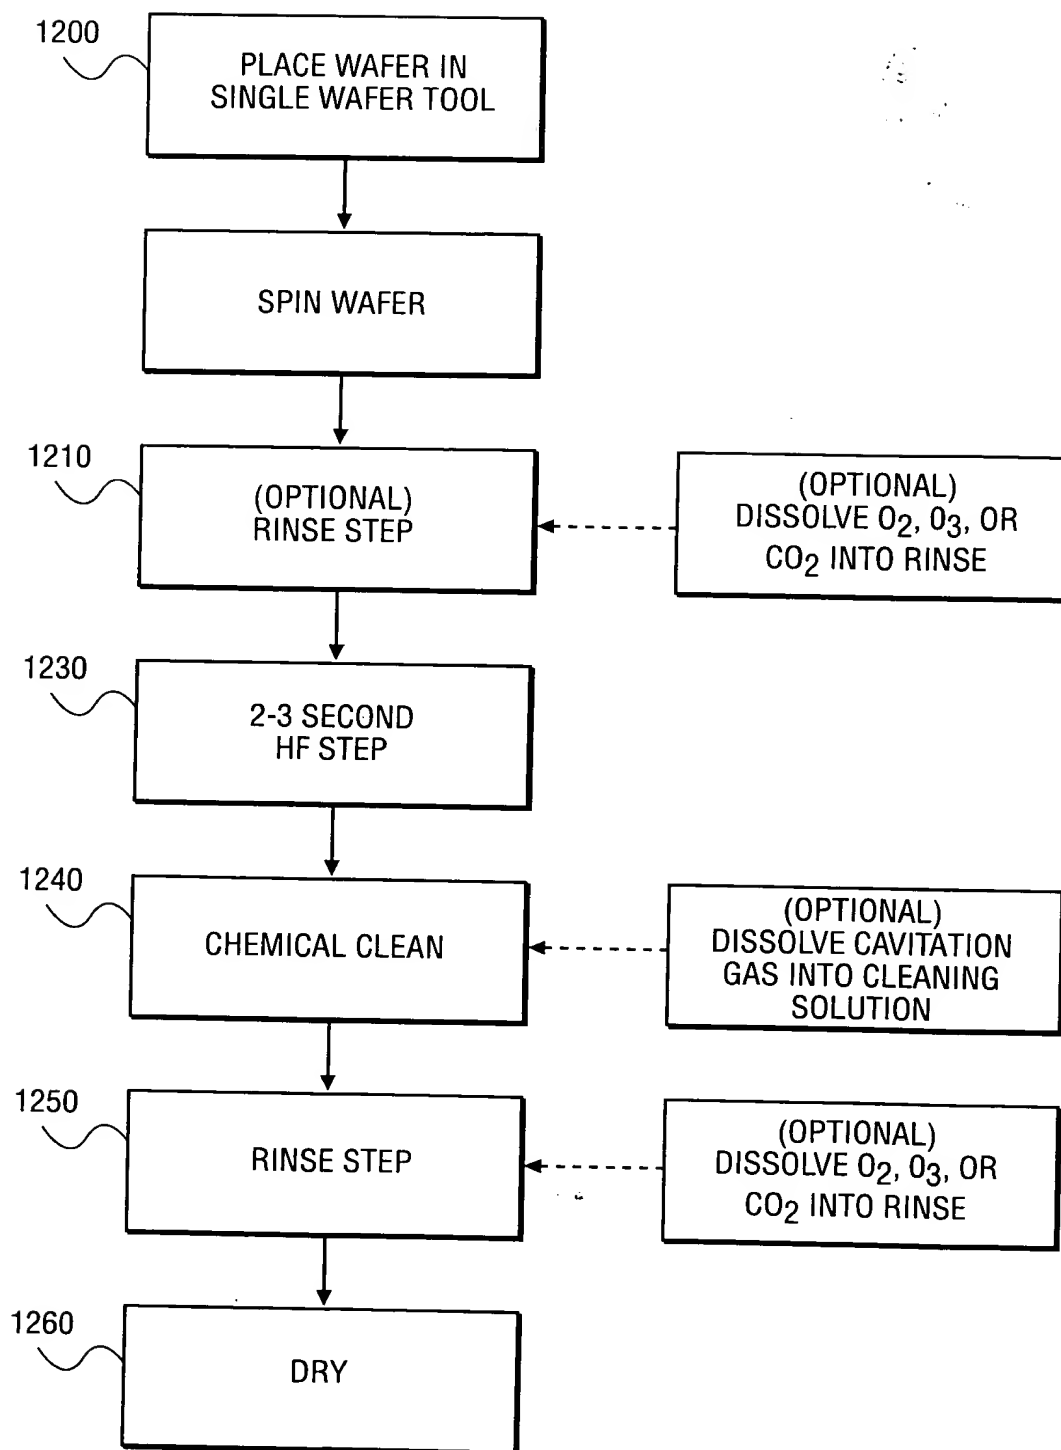 1200
PLACE WAFER IN
SINGLE WAFER TOOL
SPIN WAFER
1210
(OPTIONAL)
RINSE STEP
(OPTIONAL)
DISSOLVE O2, O3, OR
CO2 INTO RINSE
1230
2-3 SECOND
HF STEP
1240
CHEMICAL CLEAN
(OPTIONAL)
DISSOLVE CAVITATION
GAS INTO CLEANING
SOLUTION
1250
RINSE STEP
(OPTIONAL)
DISSOLVE O2, O3, OR
CO2 INTO RINSE
1260
DRY